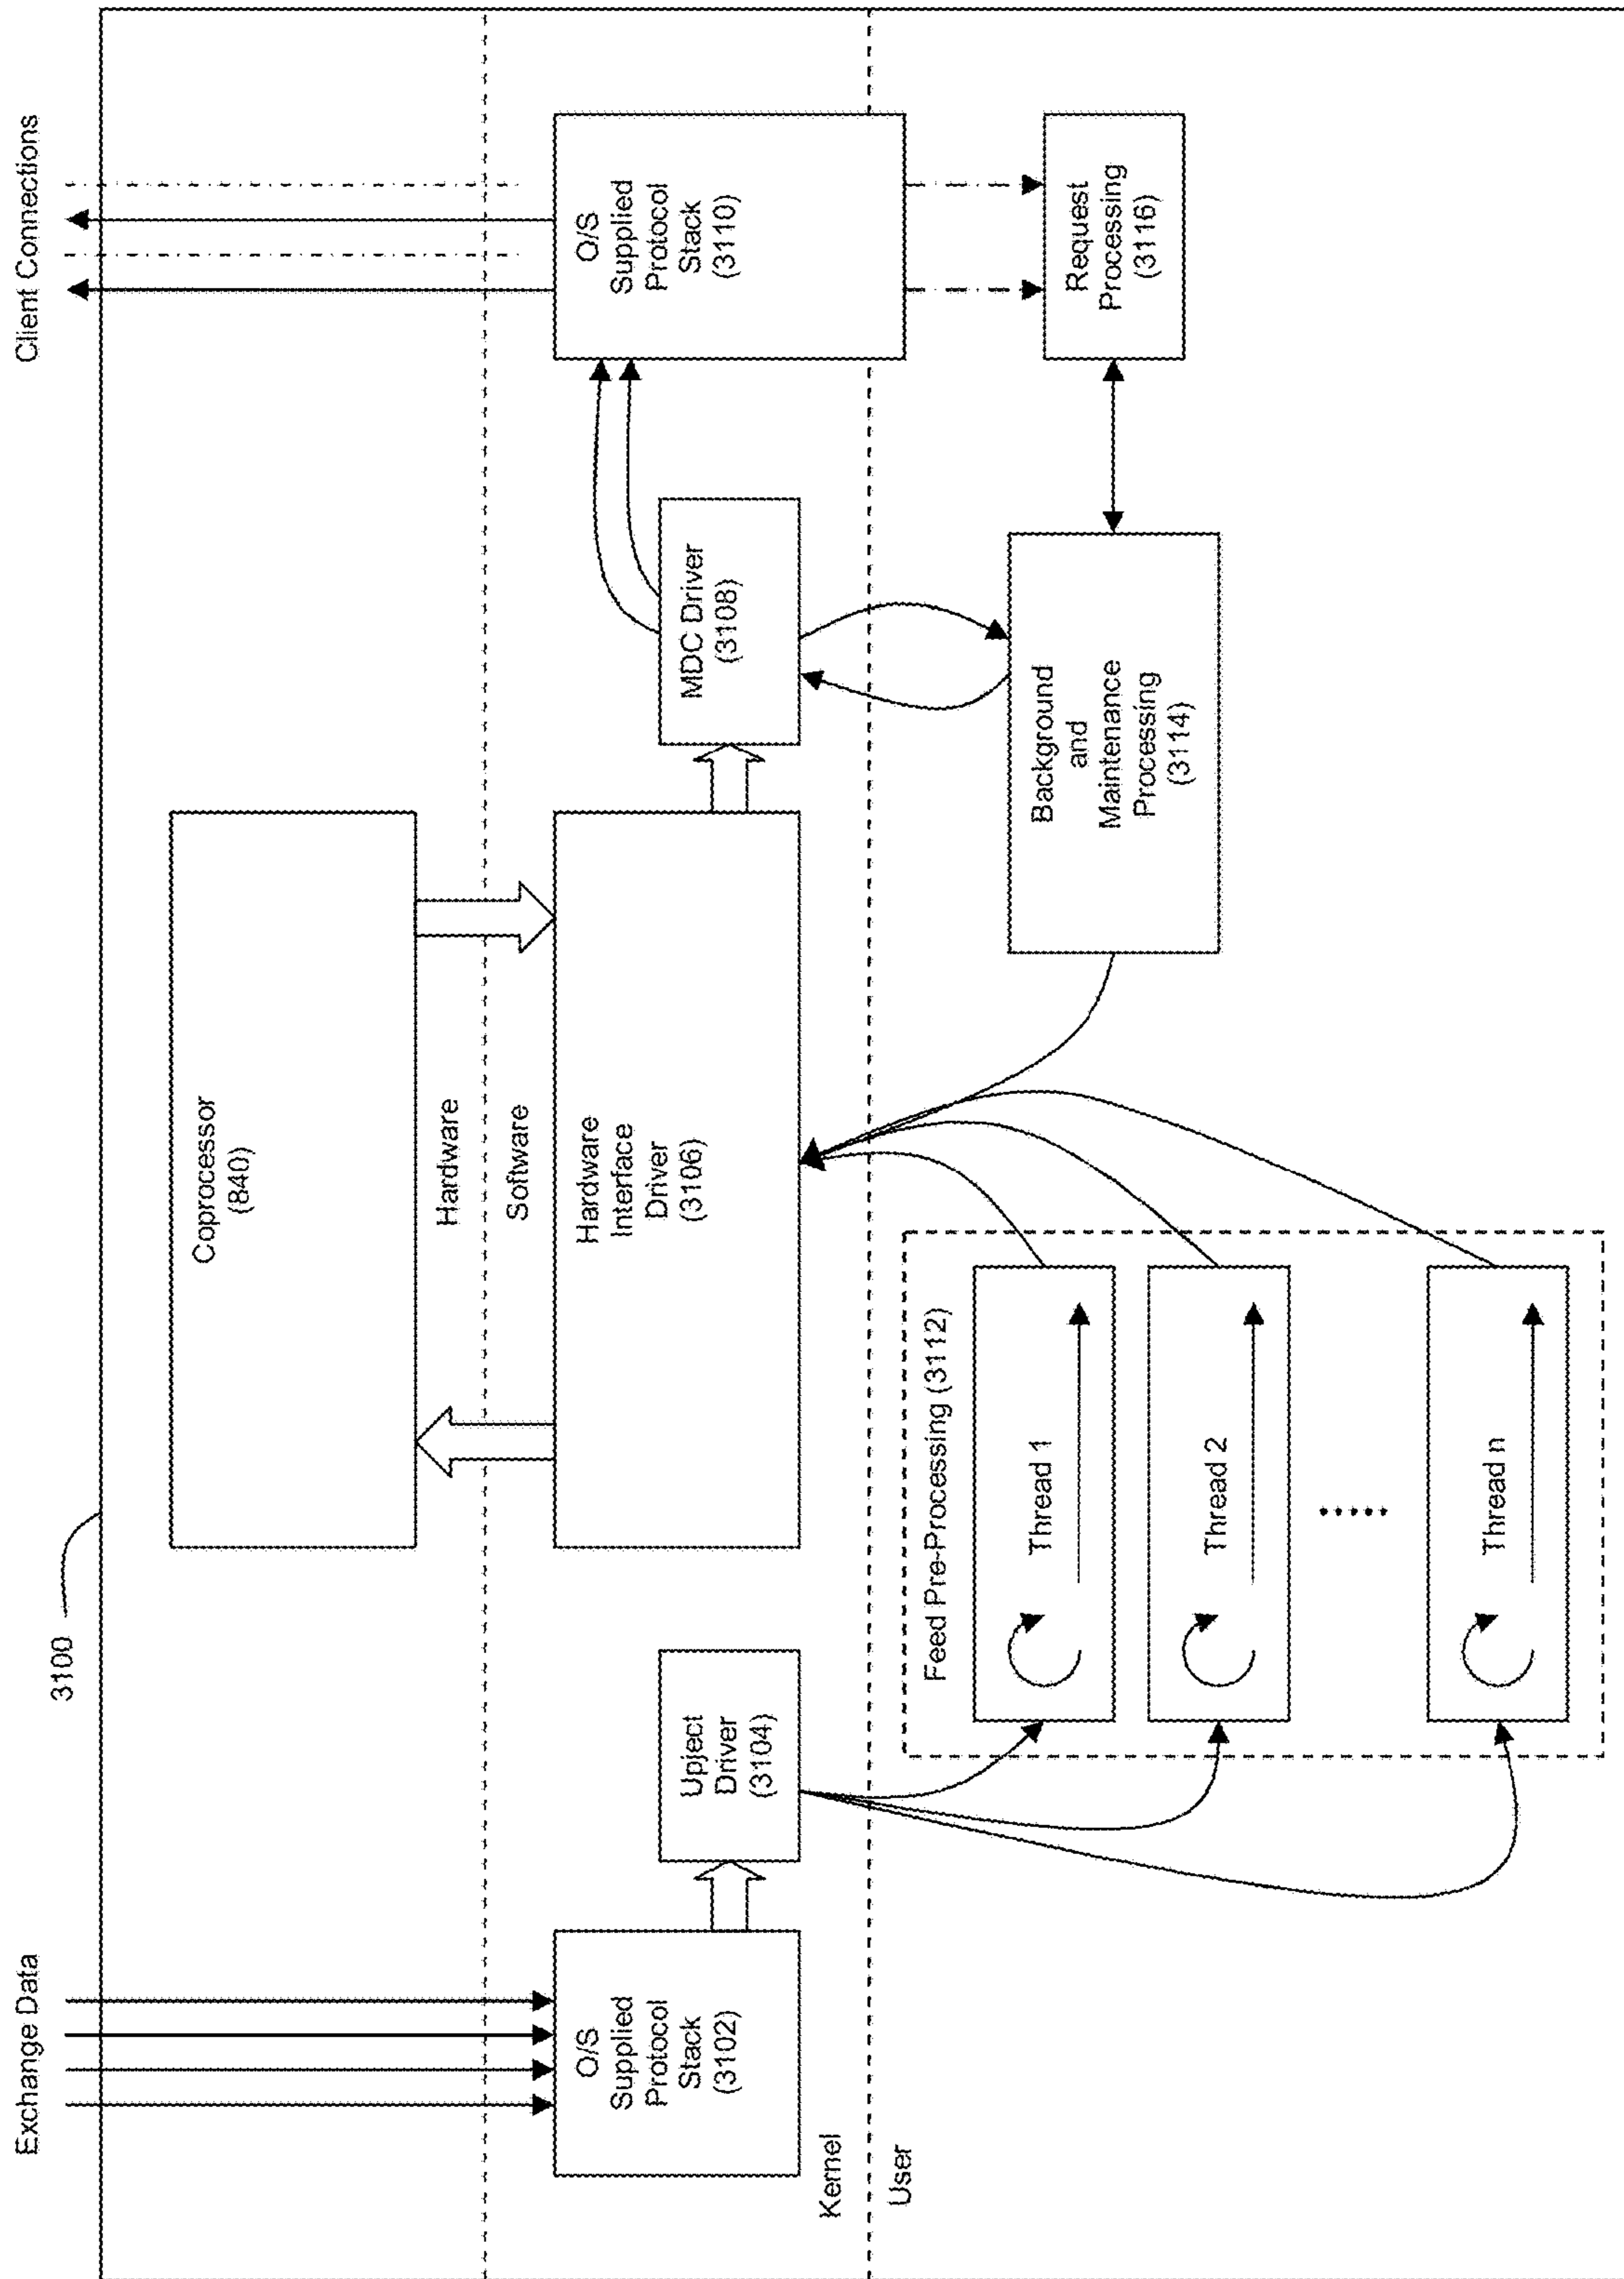 Exchange Data
Client Connections
3100
Coprocessor
(840)
Hardware
Software
O/S
Supplied
Protocol
Stack
(3102)
Upject
Driver
(3104)
Hardware
Interface
Driver
(3106)
MDC Driver
(3108)
O/S
Supplied
Protocol
Stack
(3110)
Kernel
User
Feed Pre-Processing (3112)
Thread 1
Thread 2
Thread n
Background
and
Maintenance
Processing
(3114)
Request
Processing
(3116)